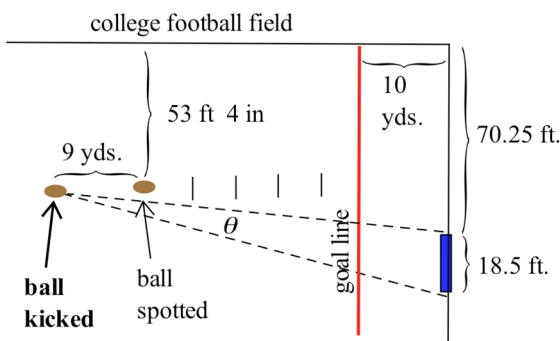 college football field
10
yds.
53 ft 4 in
70.25 ft.
9 yds.
θ
goal line
18.5 ft.
ball
spotted
ball
kicked